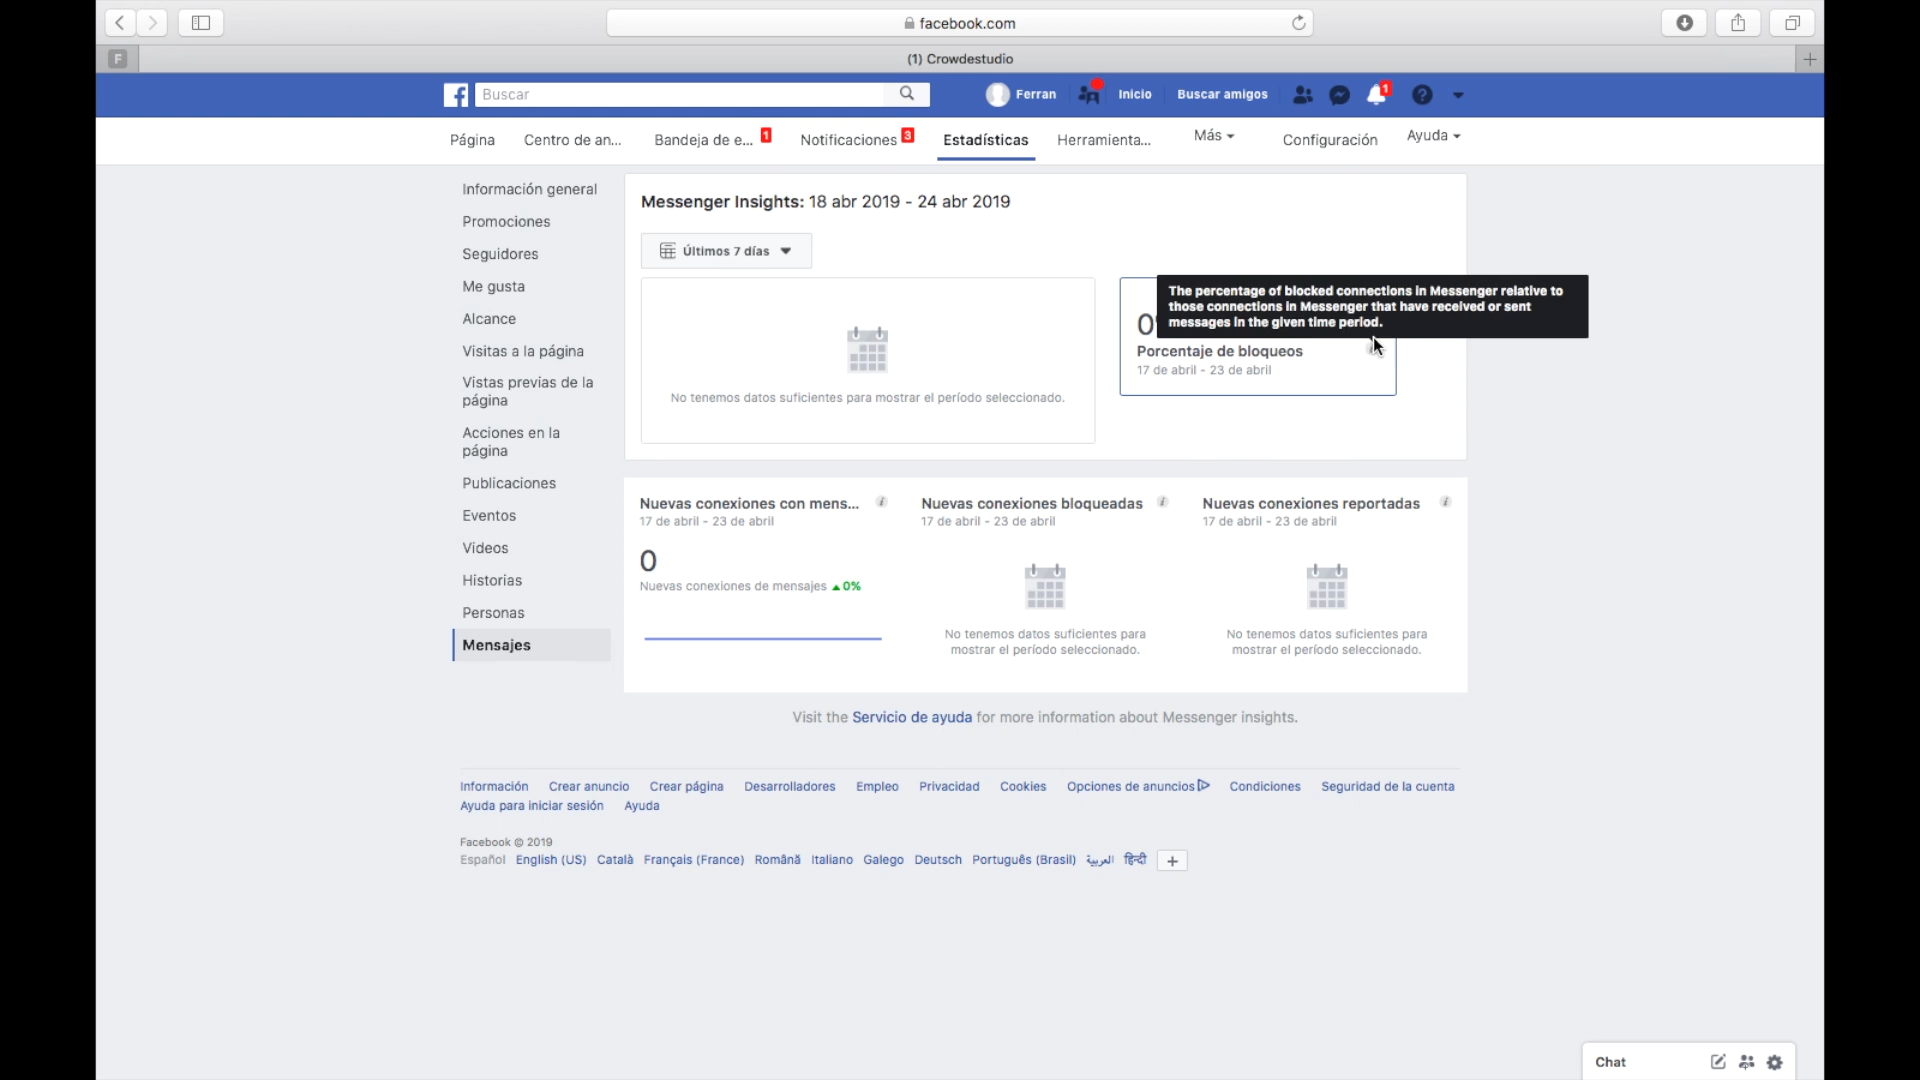 facebook.com
F
(1) Crowdestudio
Buscar
Ferran
Inicio
Buscar amigos
1
Página
Centro de an...
Bandeja de e...
1
Notificaciones
3
Estadísticas
Herramienta...
Más
Configuración
Ayuda
Información general
Promociones
Seguidores
Me gusta
Alcance
Visitas a la página
Vistas previas de la
página
Acciones en la
página
Publicaciones
Eventos
Videos
Historias
Personas
Mensajes
Messenger Insights: 18 abr 2019 - 24 abr 2019
Últimos 7 días
No tenemos datos suficientes para mostrar el período seleccionado.
The percentage of blocked connections in Messenger relative to
those connections in Messenger that have received or sent
messages in the given time period.
0
Porcentaje de bloqueos
17 de abril - 23 de abril
Nuevas conexiones con mens...
17 de abril - 23 de abril
0
Nuevas conexiones de mensajes 0%
Nuevas conexiones bloqueadas
17 de abril - 23 de abril
No tenemos datos suficientes para
mostrar el período seleccionado.
Nuevas conexiones reportadas
17 de abril - 23 de abril
No tenemos datos suficientes para
mostrar el período seleccionado.
Visit the Servicio de ayuda for more information about Messenger insights.
Información Crear anuncio Crear página Desarrolladores Empleo Privacidad Cookies Opciones de anuncios Condiciones Seguridad de la cuenta
Ayuda para iniciar sesión Ayuda
Facebook © 2019
Español English (US) Català Français (France) Română Italiano Galego Deutsch Português (Brasil) العربية हिन्दी +
Chat